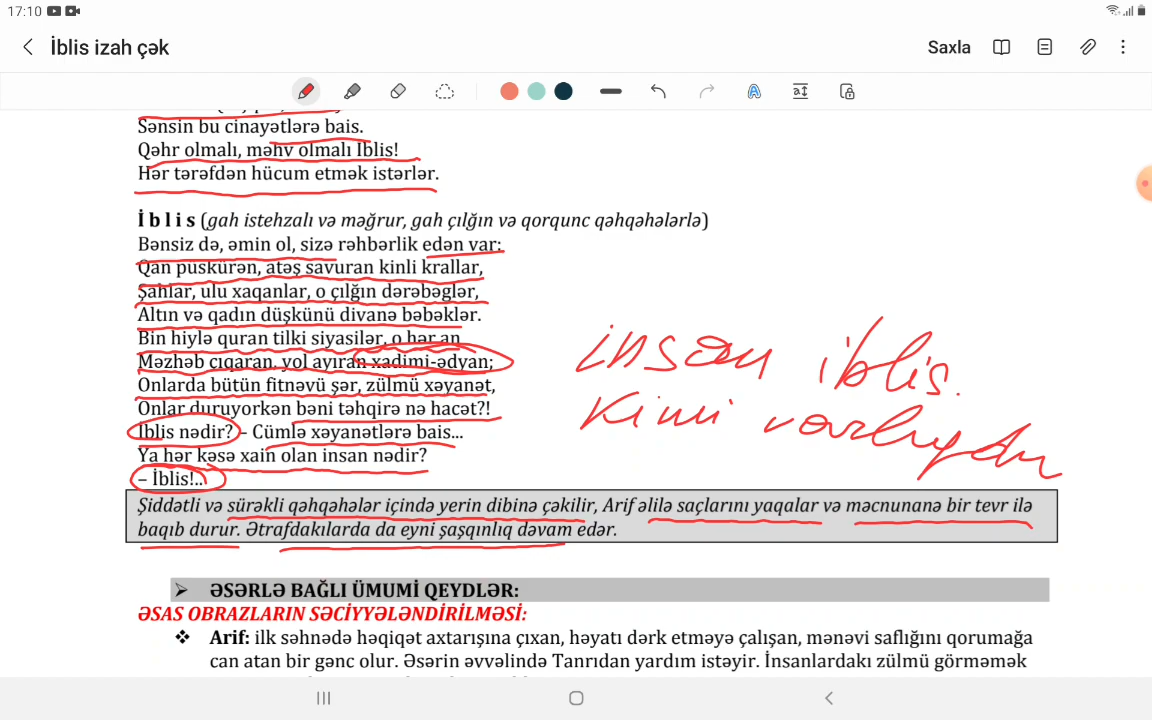 17:10
İblis izah çək
Saxla
Sənsin bu cinayətlərə bais.
Qəhr olmalı, məhv olmalı İblis!
Hər tərəfdən hücum etmək istərlər.
İblis (gah istehzalı və məğrur, gah çılğın və qorqunc qəhqəhələrlə)
Bənsiz də, əmin ol, sizə rəhbərlik edən var:
Qan püskürən, atəş savuran kinli krallar,
Şahlar, ulu xaqanlar, o çılğın dərəbəglər,
Altın və qadın düşkünü divanə bəbəklər.
Bin hiylə quran tilki siyasilər, o hər an
Məzhəb çıqaran, yol ayıran xadimi-ədyan;
Onlarda bütün fitnəvü şər, zülmü xəyanət,
Onlar duruyorkən bəni təhqirə nə hacət?!
İblis nədir? – Cümlə xəyanətlərə bais...
Ya hər kəsə xain olan insan nədir?
– İblis!..
insan iblis.
kimi varlıqdır
Şiddətli və sürəkli qəhqəhələr içində yerin dibinə çəkilir, Arif əlilə saçlarını yaqalar və məcnunanə bir tevr ilə
baqıb durur. Ətrafdakılarda da eyni şaşqınlıq dəvam edər.
➢ ƏSƏRLƏ BAĞLI ÜMUMİ QEYDLƏR:
ƏSAS OBRAZLARIN SƏCİYYƏLƏNDİRİLMƏSİ:
❖ Arif: ilk səhnədə həqiqət axtarışına çıxan, həyatı dərk etməyə çalışan, mənəvi saflığını qorumağa
can atan bir gənc olur. Əsərin əvvəlində Tanrıdan yardım istəyir. İnsanlardakı zülmü görməmək